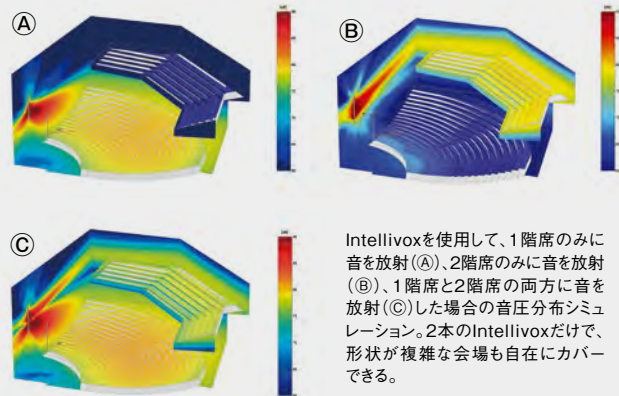 Ⓐ
Ⓑ
Ⓒ
Intellivoxを使用して、1階席のみに
音を放射(Ⓐ)、2階席のみに音を放射
(Ⓑ)、1階席と2階席の両方に音を
放射(Ⓒ)した場合の音圧分布シミュ
レーション。2本のIntellivoxだけで、
形状が複雑な会場も自在にカバー
できる。